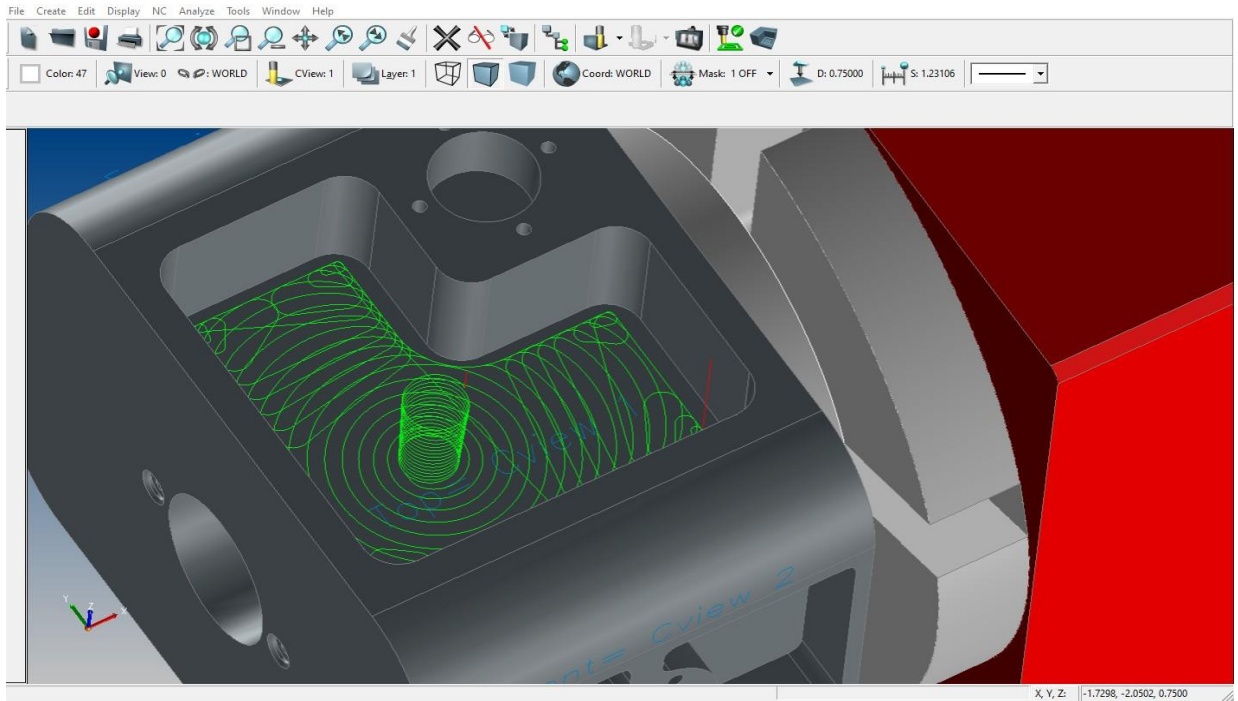 File Create Edit Display NC Analyze Tools Window Help
Color: 47 View: 0 : WORLD CView: 1 Layer: 1 Coord: WORLD Mask: 1 OFF D: 0.75000 S: 1.23106
Top= Cview 1
ont= Cview 2
X, Y, Z: -1.7298, -2.0502, 0.7500